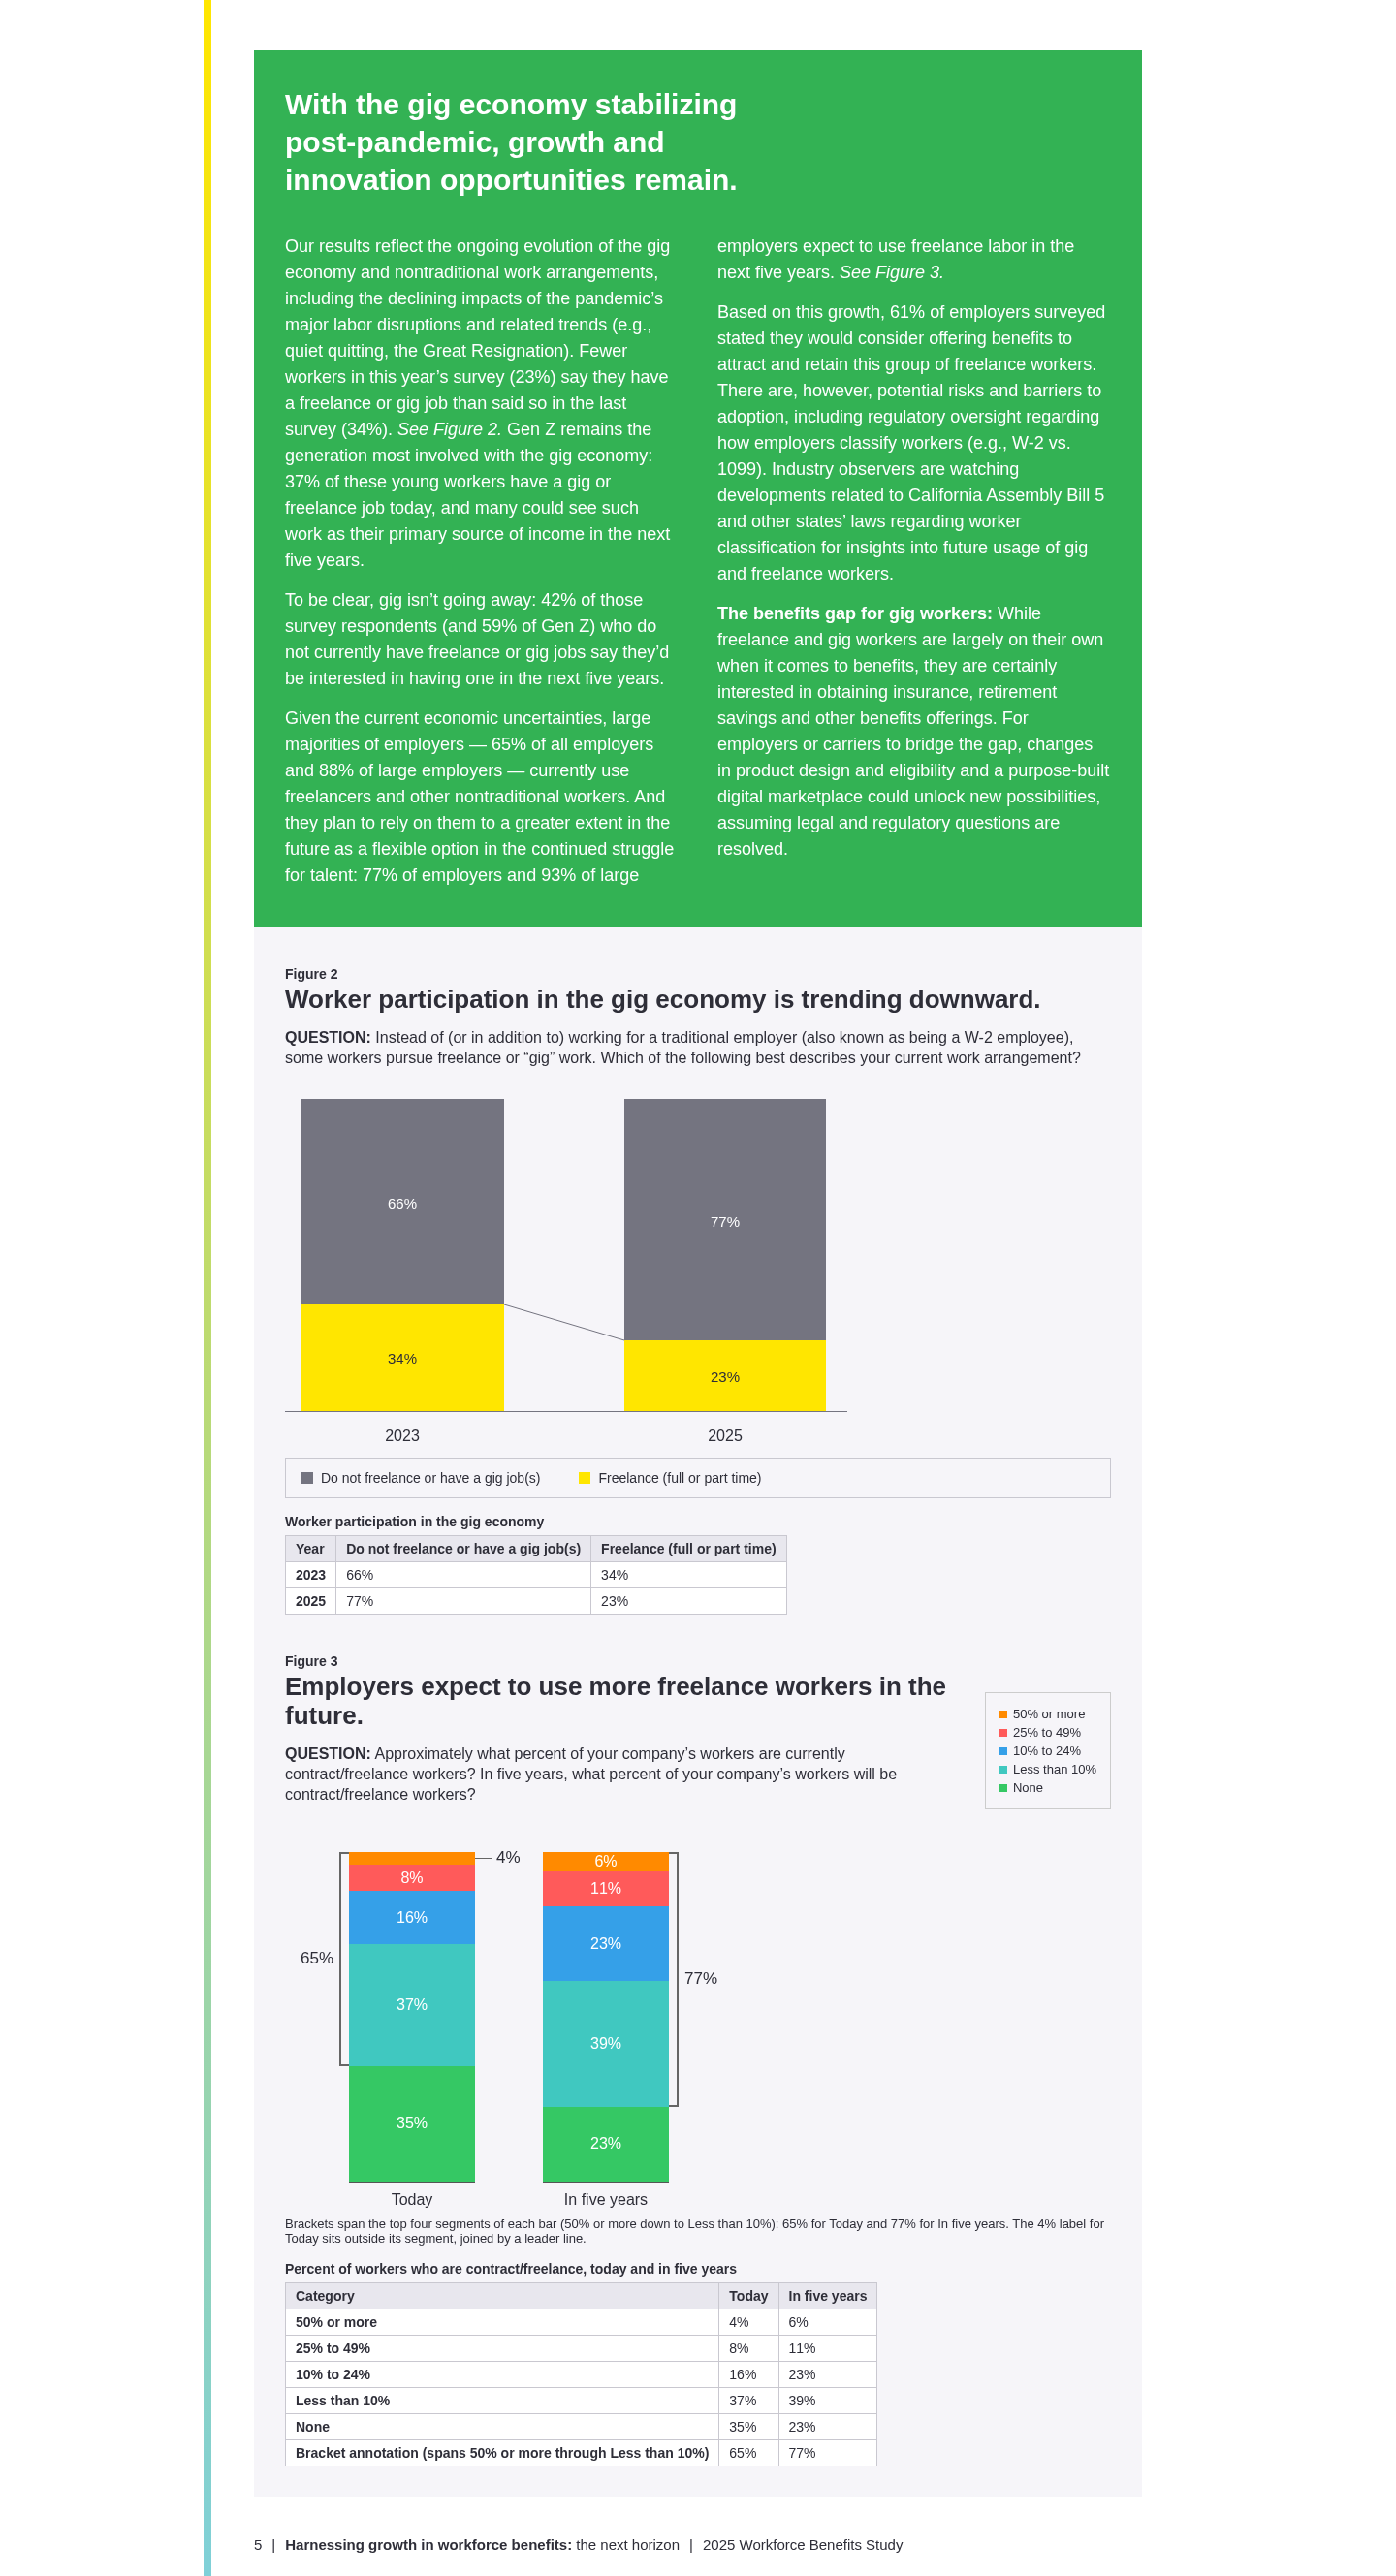 With the gig economy stabilizing
post-pandemic, growth and
innovation opportunities remain.
Our results reflect the ongoing evolution of the gig
economy and nontraditional work arrangements,
including the declining impacts of the pandemic’s
major labor disruptions and related trends (e.g.,
quiet quitting, the Great Resignation). Fewer
workers in this year’s survey (23%) say they have
a freelance or gig job than said so in the last
survey (34%). See Figure 2. Gen Z remains the
generation most involved with the gig economy:
37% of these young workers have a gig or
freelance job today, and many could see such
work as their primary source of income in the next
five years.
To be clear, gig isn’t going away: 42% of those
survey respondents (and 59% of Gen Z) who do
not currently have freelance or gig jobs say they’d
be interested in having one in the next five years.
Given the current economic uncertainties, large
majorities of employers — 65% of all employers
and 88% of large employers — currently use
freelancers and other nontraditional workers. And
they plan to rely on them to a greater extent in the
future as a flexible option in the continued struggle
for talent: 77% of employers and 93% of large
employers expect to use freelance labor in the
next five years. See Figure 3.
Based on this growth, 61% of employers surveyed
stated they would consider offering benefits to
attract and retain this group of freelance workers.
There are, however, potential risks and barriers to
adoption, including regulatory oversight regarding
how employers classify workers (e.g., W-2 vs.
1099). Industry observers are watching
developments related to California Assembly Bill 5
and other states’ laws regarding worker
classification for insights into future usage of gig
and freelance workers.
The benefits gap for gig workers: While
freelance and gig workers are largely on their own
when it comes to benefits, they are certainly
interested in obtaining insurance, retirement
savings and other benefits offerings. For
employers or carriers to bridge the gap, changes
in product design and eligibility and a purpose-built
digital marketplace could unlock new possibilities,
assuming legal and regulatory questions are
resolved.
Figure 2
Worker participation in the gig economy is trending downward.
QUESTION: Instead of (or in addition to) working for a traditional employer (also known as being a W-2 employee),
some workers pursue freelance or “gig” work. Which of the following best describes your current work arrangement?
66%
77%
34%
23%
2023
2025
Do not freelance or have a gig job(s)
Freelance (full or part time)
Worker participation in the gig economy
Year Do not freelance or have a gig job(s) Freelance (full or part time)
2023 66% 34%
2025 77% 23%
Figure 3
Employers expect to use more freelance workers in the
future.
QUESTION: Approximately what percent of your company’s workers are currently
contract/freelance workers? In five years, what percent of your company’s workers will be
contract/freelance workers?
50% or more
25% to 49%
10% to 24%
Less than 10%
None
4%
8%
16%
65%
37%
35%
Today
6%
11%
23%
77%
39%
23%
In five years
Brackets span the top four segments of each bar (50% or more down to Less than 10%): 65% for Today and 77% for In five years. The 4% label for
Today sits outside its segment, joined by a leader line.
Percent of workers who are contract/freelance, today and in five years
Category Today In five years
50% or more 4% 6%
25% to 49% 8% 11%
10% to 24% 16% 23%
Less than 10% 37% 39%
None 35% 23%
Bracket annotation (spans 50% or more through Less than 10%) 65% 77%
5 | Harnessing growth in workforce benefits: the next horizon | 2025 Workforce Benefits Study